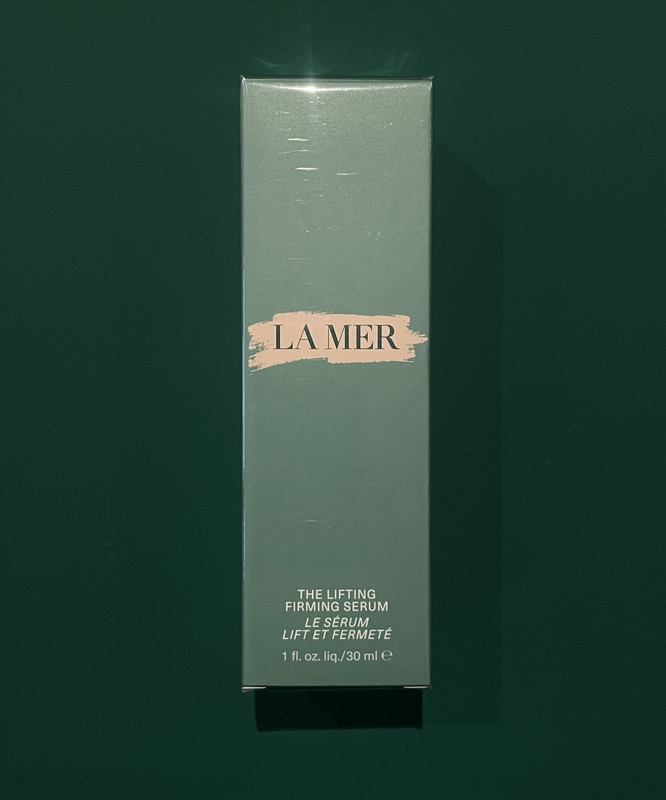 LA MER
THE LIFTING
FIRMING SERUM
LE SÉRUM
LIFT ET FERMETÉ
1 fl. oz. liq./30 ml ℮